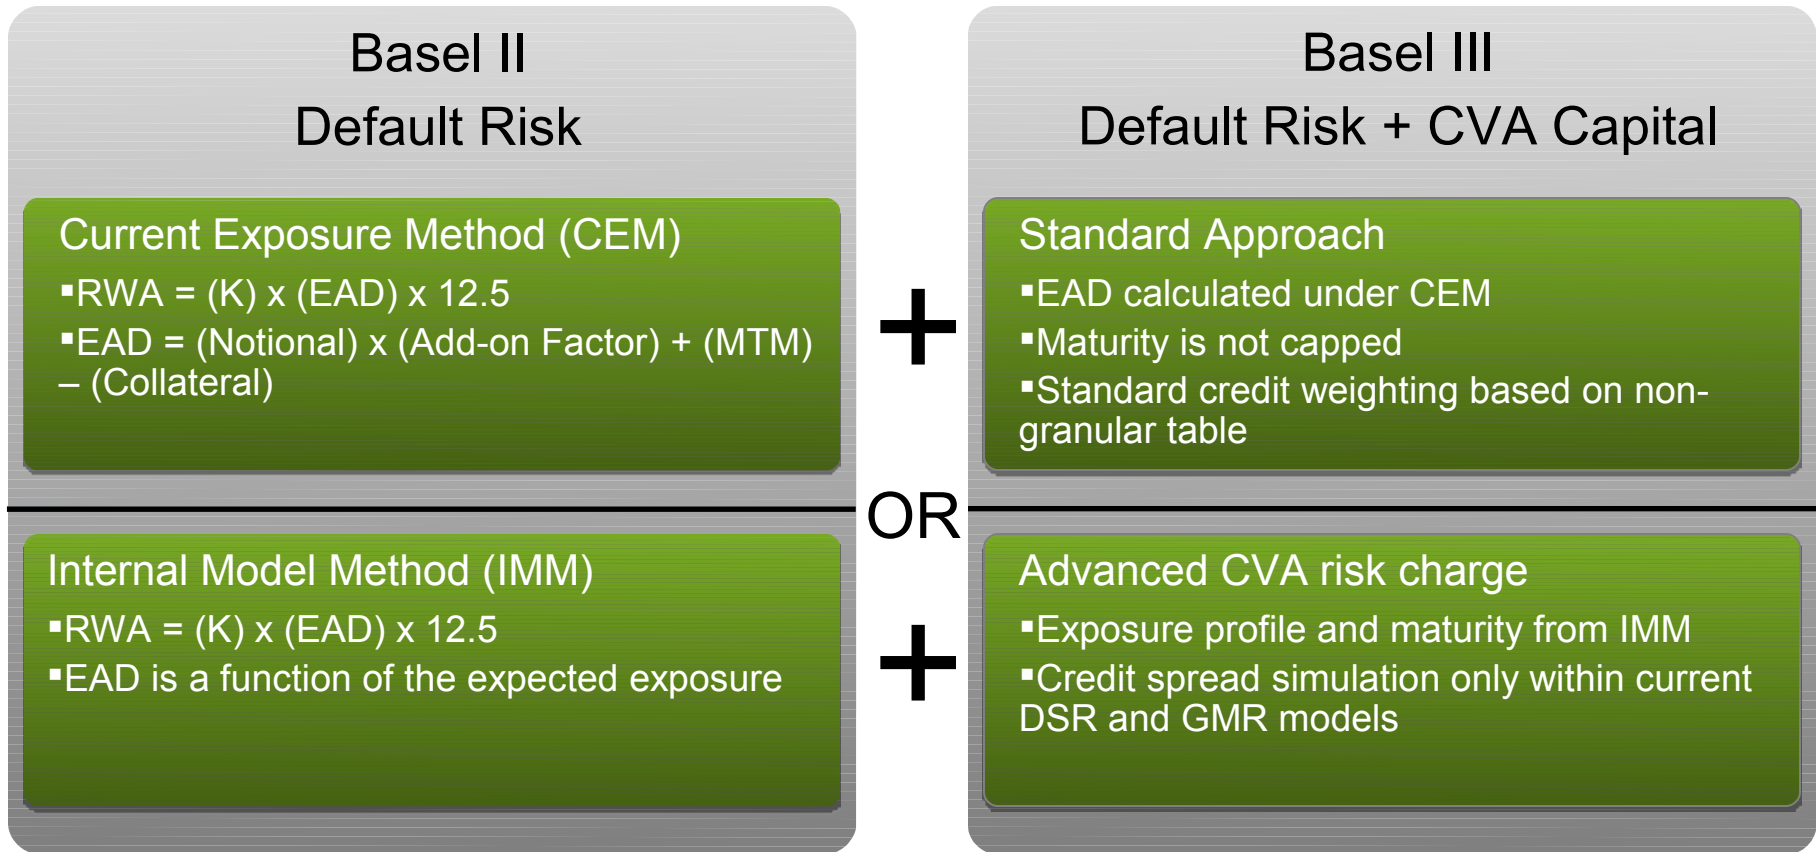 Basel II
Default Risk
Current Exposure Method (CEM)
▪RWA = (K) x (EAD) x 12.5
▪EAD = (Notional) x (Add-on Factor) + (MTM)
– (Collateral)
Internal Model Method (IMM)
▪RWA = (K) x (EAD) x 12.5
▪EAD is a function of the expected exposure
+
OR
+
Basel III
Default Risk + CVA Capital
Standard Approach
▪EAD calculated under CEM
▪Maturity is not capped
▪Standard credit weighting based on non-
granular table
Advanced CVA risk charge
▪Exposure profile and maturity from IMM
▪Credit spread simulation only within current
DSR and GMR models